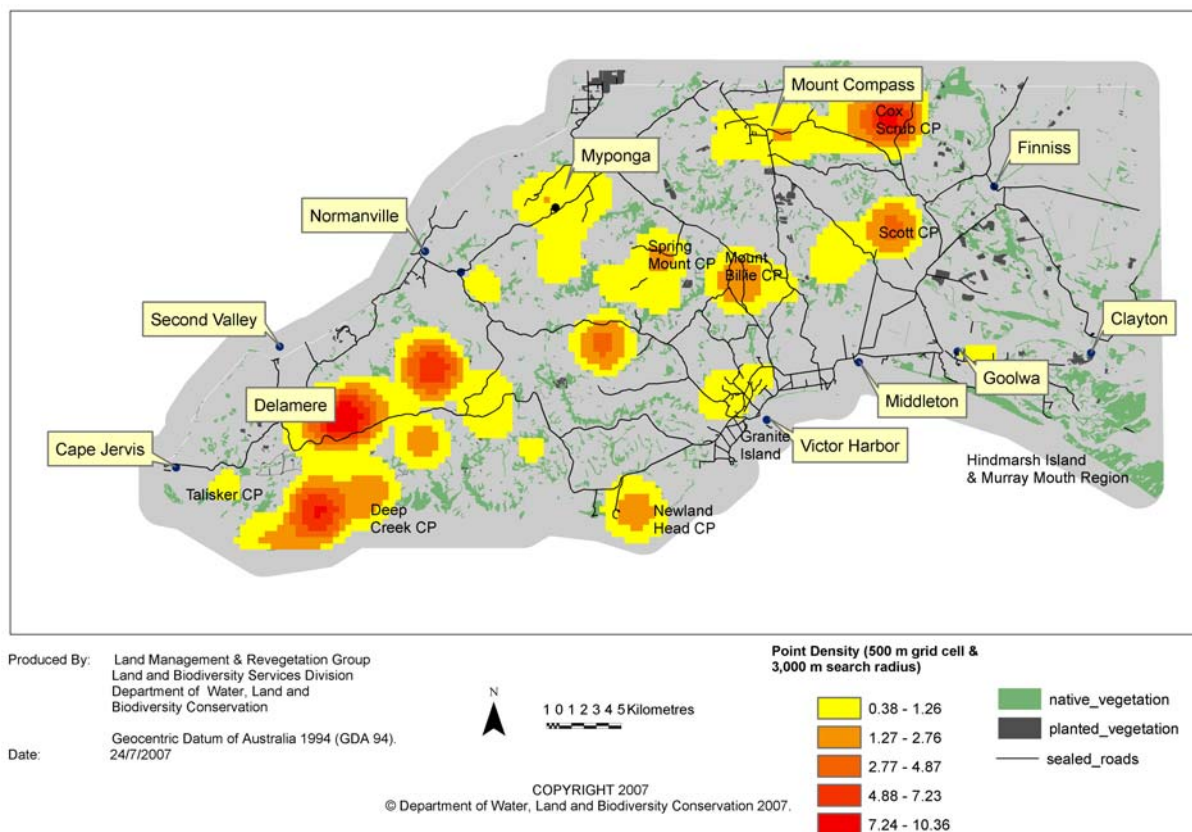 Mount Compass
Cox
Scrub CP
Myponga
Finniss
Normanville
Scott CP
Spring
Mount CP
Mount
Billie CP
Second Valley
Clayton
Goolwa
Delamere
Middleton
Cape Jervis
Granite
Island
Victor Harbor
Hindmarsh Island
& Murray Mouth Region
Talisker CP
Deep
Creek CP
Newland
Head CP
Produced By: Land Management & Revegetation Group
Land and Biodiversity Services Division
Department of Water, Land and
Biodiversity Conservation
Geocentric Datum of Australia 1994 (GDA 94).
Date: 24/7/2007
N
1 0 1 2 3 4 5 Kilometres
COPYRIGHT 2007
© Department of Water, Land and Biodiversity Conservation 2007.
Point Density (500 m grid cell &
3,000 m search radius)
0.38 - 1.26
1.27 - 2.76
2.77 - 4.87
4.88 - 7.23
7.24 - 10.36
native_vegetation
planted_vegetation
sealed_roads